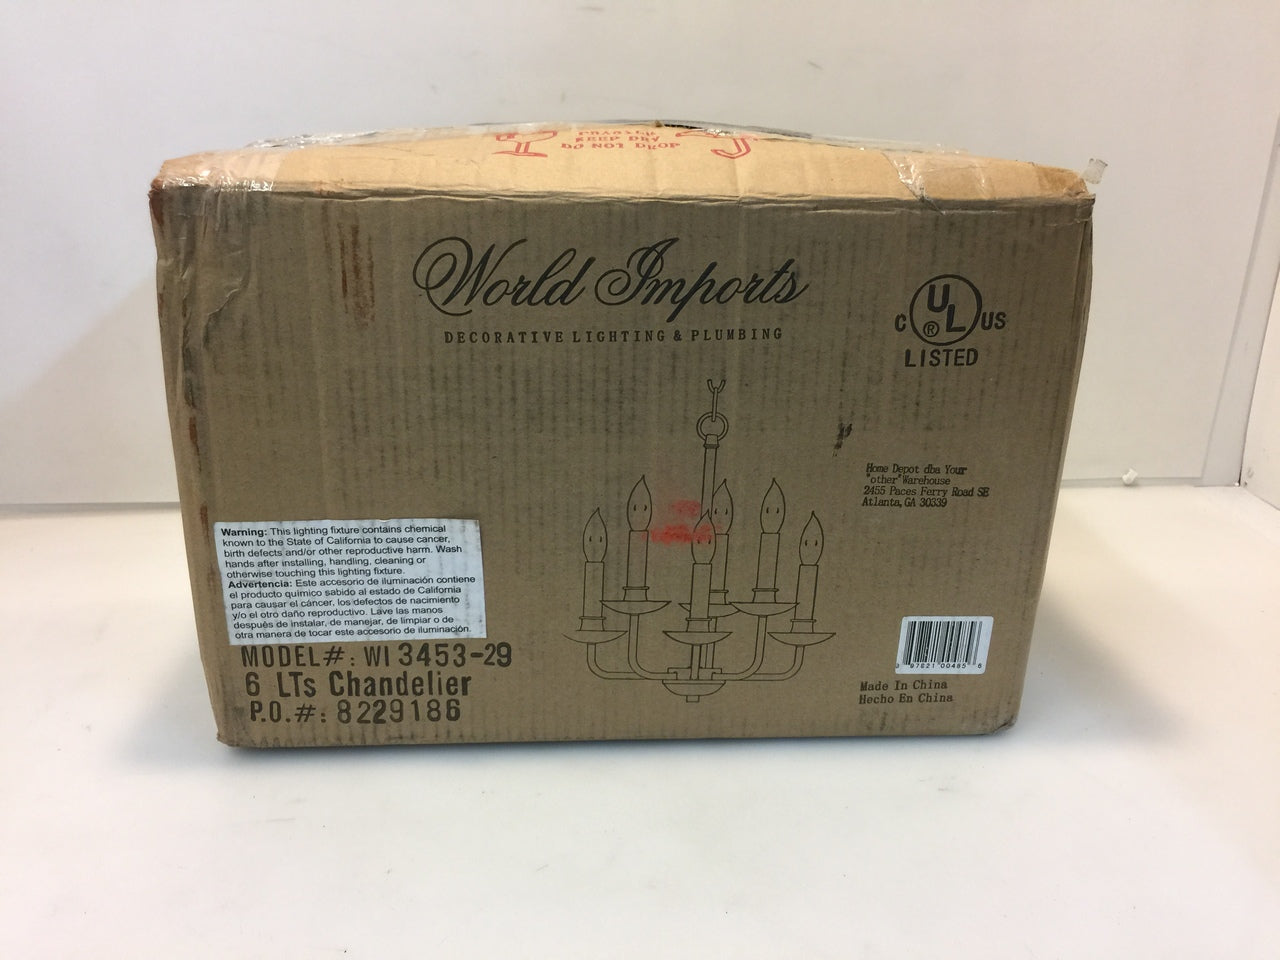 FRAGILE
KEEP DRY
DO NOT DROP
World Imports
DECORATIVE LIGHTING & PLUMBING
C UL ® US
LISTED
Home Depot dba Your
"other" Warehouse
2455 Paces Ferry Road SE
Atlanta, GA 30339
Warning: This lighting fixture contains chemical
known to the State of California to cause cancer,
birth defects and/or other reproductive harm. Wash
hands after installing, handling, cleaning or
otherwise touching this lighting fixture.
Advertencia: Este accesorio de iluminación contiene
el producto químico sabido al estado de California
para causar el cáncer, los defectos de nacimiento
y/o el otro daño reproductivo. Lave las manos
después de instalar, de manejar, de limpiar o de
otra manera de tocar este accesorio de iluminación.
MODEL#: WI 3453-29
6 LTs Chandelier
P.O.#: 8229186
97821 00465 6
Made In China
Hecho En China